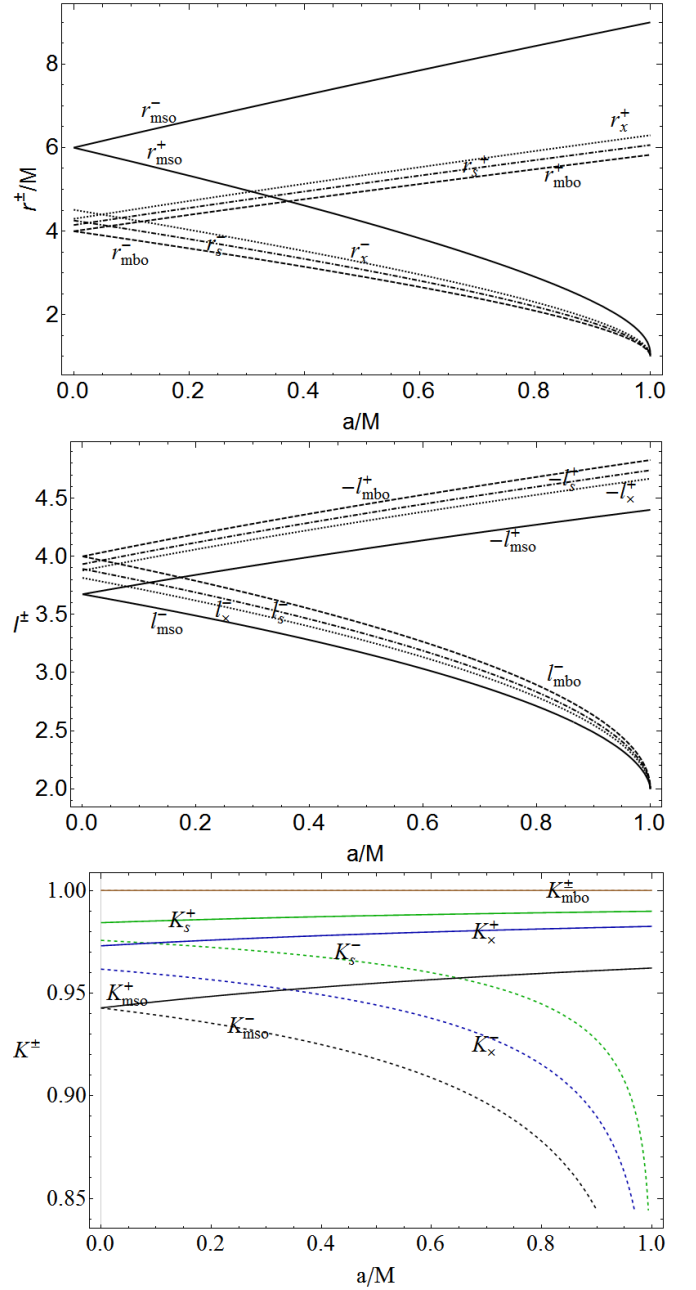 8
6
4
2
r±/M
r−mso
r+mso
r+x
r+s
r+mbo
r−mbo
r−s
r−x
0.0 0.2 0.4 0.6 0.8 1.0
a/M
4.5
4.0
3.5
3.0
2.5
2.0
l±
−l+mbo
−l+s
−l+×
−l+mso
l−mso
l−×
l−s
l−mbo
0.0 0.2 0.4 0.6 0.8 1.0
a/M
1.00
0.95
0.90
0.85
K±
K±mbo
K+s
K+×
K−s
K+mso
K−mso
K−×
0.0 0.2 0.4 0.6 0.8 1.0
a/M